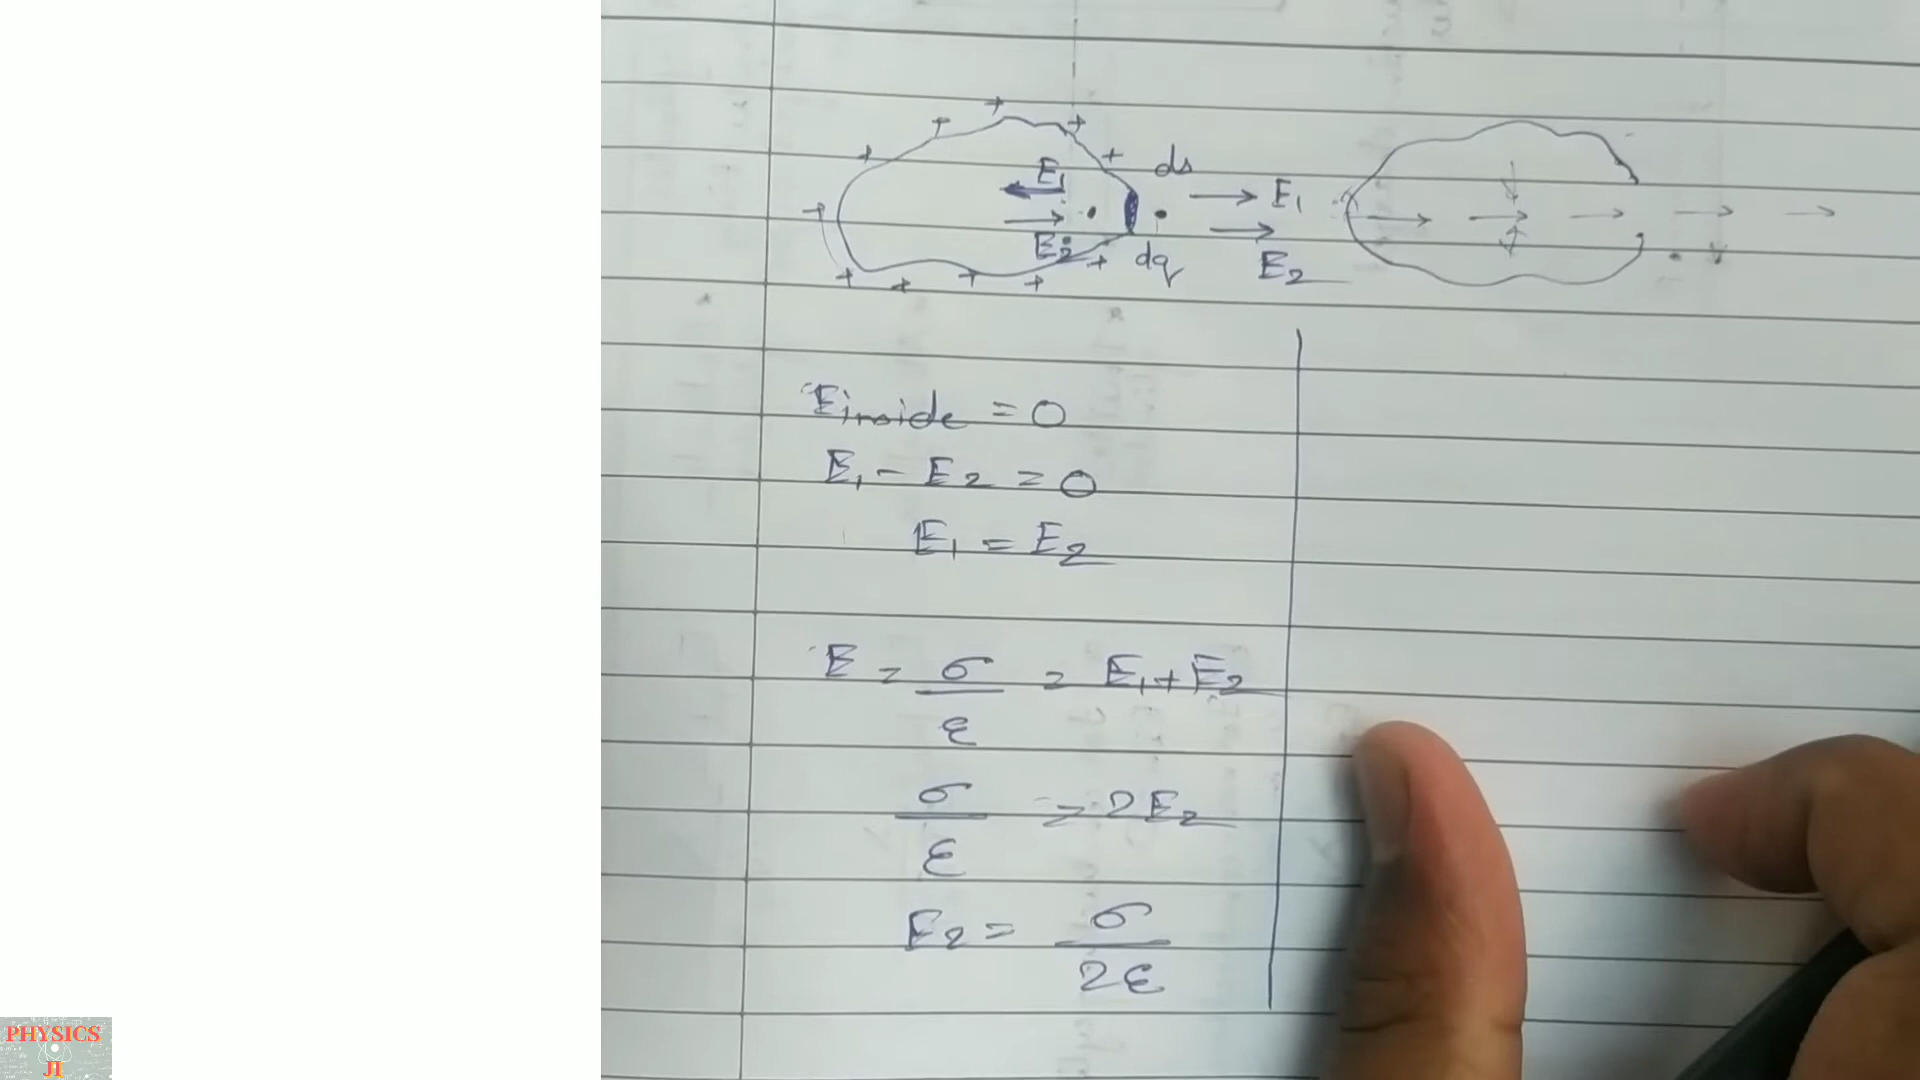 ds
E₁
E₁
E₂
dq
E₂
Einside = 0
E₁ - E₂ = 0
E₁ = E₂
E = σ/ε = E₁ + E₂
σ/ε = 2E₂
E₂ = σ/2ε
PHYSICS
JI